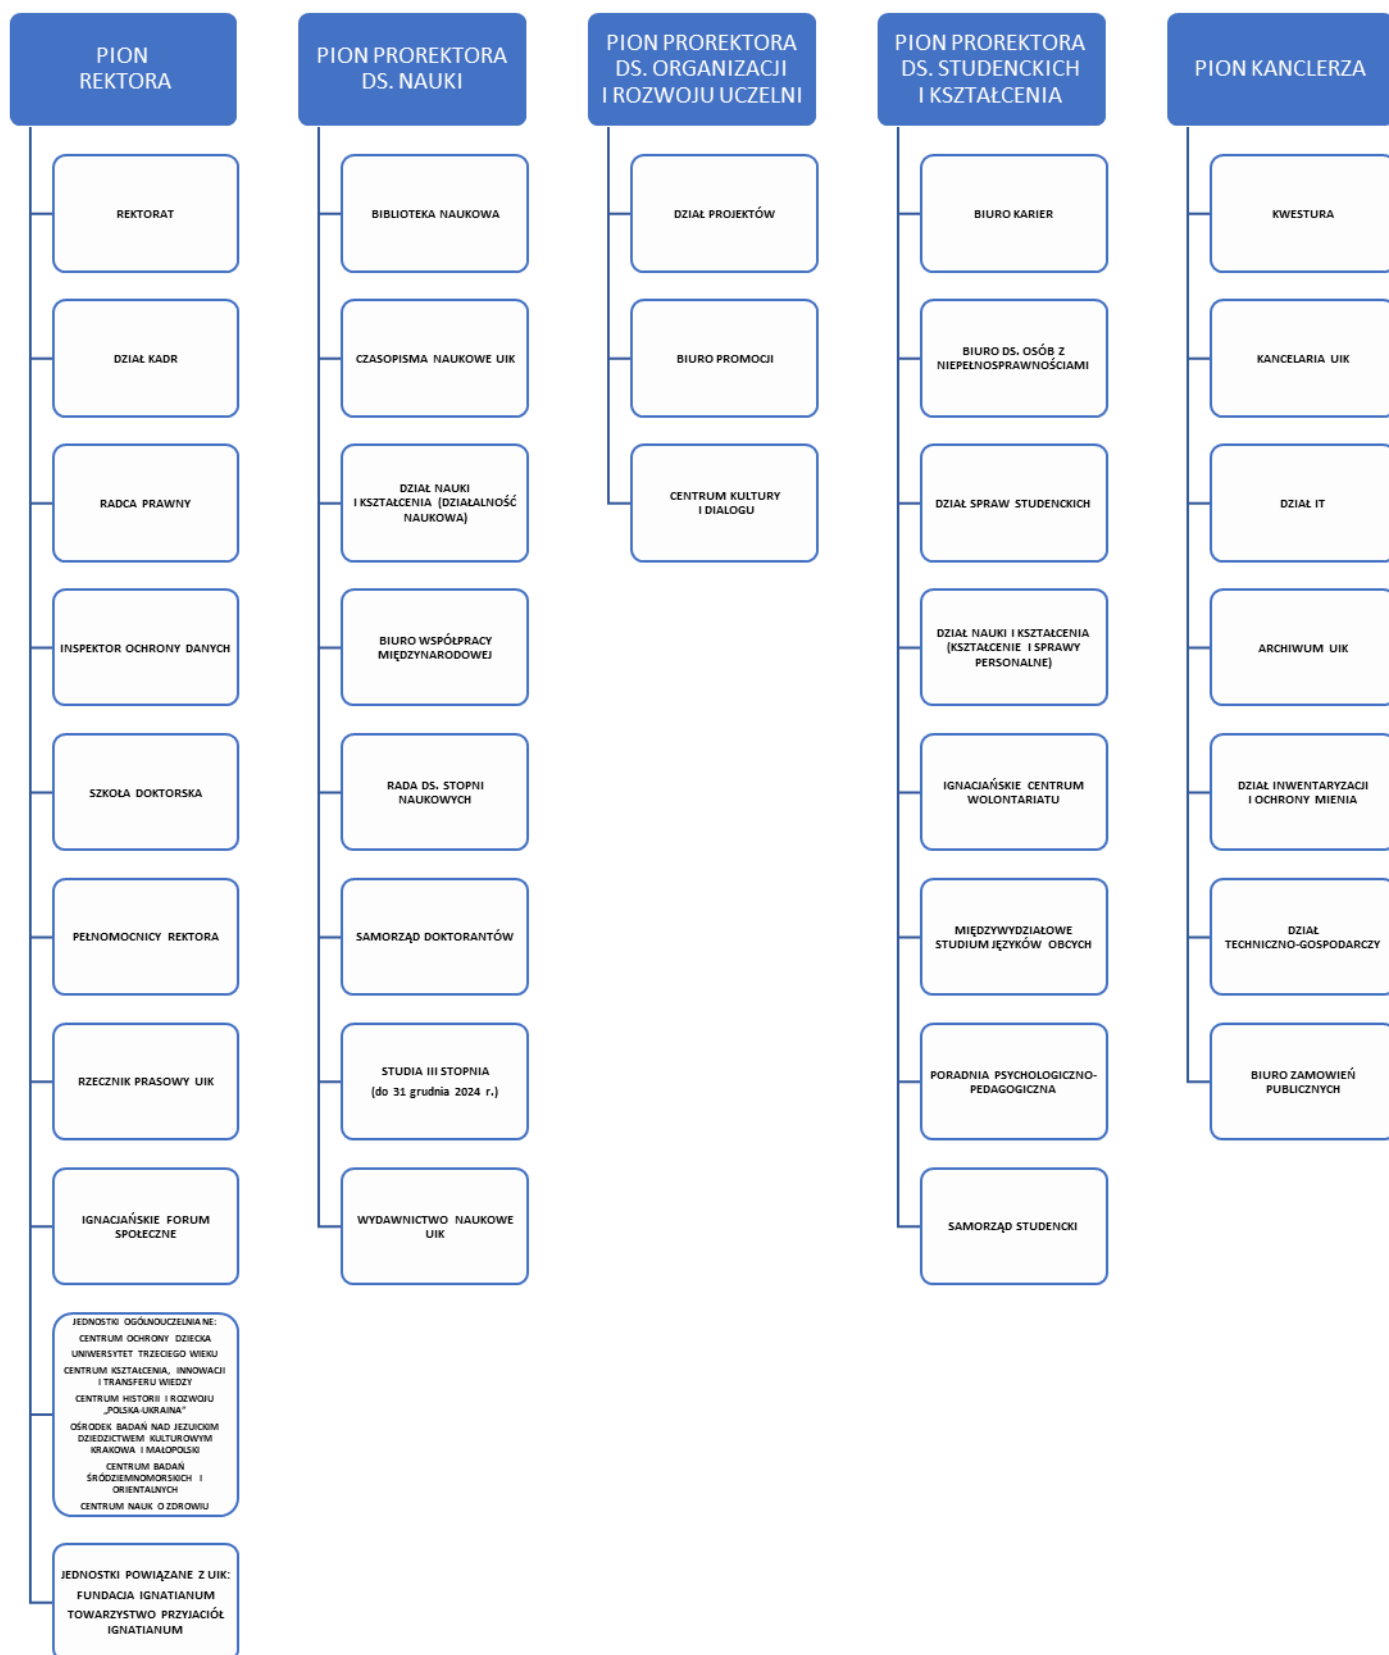 PION
REKTORA
REKTORAT
DZIAŁ KADR
RADCA PRAWNY
INSPEKTOR OCHRONY DANYCH
SZKOŁA DOKTORSKA
PEŁNOMOCNICY REKTORA
RZECZNIK PRASOWY UIK
IGNACJAŃSKIE FORUM
SPOŁECZNE
JEDNOSTKI OGÓLNOUCZELNIANE:
CENTRUM OCHRONY DZIECKA
UNIWERSYTET TRZECIEGO WIEKU
CENTRUM KSZTAŁCENIA, INNOWACJI
I TRANSFERU WIEDZY
CENTRUM HISTORII I ROZWOJU
„POLSKA-UKRAINA”
OŚRODEK BADAŃ NAD JEZUICKIM
DZIEDZICTWEM KULTUROWYM
KRAKOWA I MAŁOPOLSKI
CENTRUM BADAŃ
ŚRÓDZIEMNOMORSKICH I
ORIENTALNYCH
CENTRUM NAUK O ZDROWIU
JEDNOSTKI POWIĄZANE Z UIK:
FUNDACJA IGNATIANUM
TOWARZYSTWO PRZYJACIÓŁ
IGNATIANUM
PION PROREKTORA
DS. NAUKI
BIBLIOTEKA NAUKOWA
CZASOPISMA NAUKOWE UIK
DZIAŁ NAUKI
I KSZTAŁCENIA (DZIAŁALNOŚĆ
NAUKOWA)
BIURO WSPÓŁPRACY
MIĘDZYNARODOWEJ
RADA DS. STOPNI
NAUKOWYCH
SAMORZĄD DOKTORANTÓW
STUDIA III STOPNIA
(do 31 grudnia 2024 r.)
WYDAWNICTWO NAUKOWE
UIK
PION PROREKTORA
DS. ORGANIZACJI
I ROZWOJU UCZELNI
DZIAŁ PROJEKTÓW
BIURO PROMOCJI
CENTRUM KULTURY
I DIALOGU
PION PROREKTORA
DS. STUDENCKICH
I KSZTAŁCENIA
BIURO KARIER
BIURO DS. OSÓB Z
NIEPEŁNOSPRAWNOŚCIAMI
DZIAŁ SPRAW STUDENCKICH
DZIAŁ NAUKI I KSZTAŁCENIA
(KSZTAŁCENIE I SPRAWY
PERSONALNE)
IGNACJAŃSKIE CENTRUM
WOLONTARIATU
MIĘDZYWYDZIAŁOWE
STUDIUM JĘZYKÓW OBCYCH
PORADNIA PSYCHOLOGICZNO-
PEDAGOGICZNA
SAMORZĄD STUDENCKI
PION KANCLERZA
KWESTURA
KANCELARIA UIK
DZIAŁ IT
ARCHIWUM UIK
DZIAŁ INWENTARYZACJI
I OCHRONY MIENIA
DZIAŁ
TECHNICZNO-GOSPODARCZY
BIURO ZAMOWIEŃ
PUBLICZNYCH